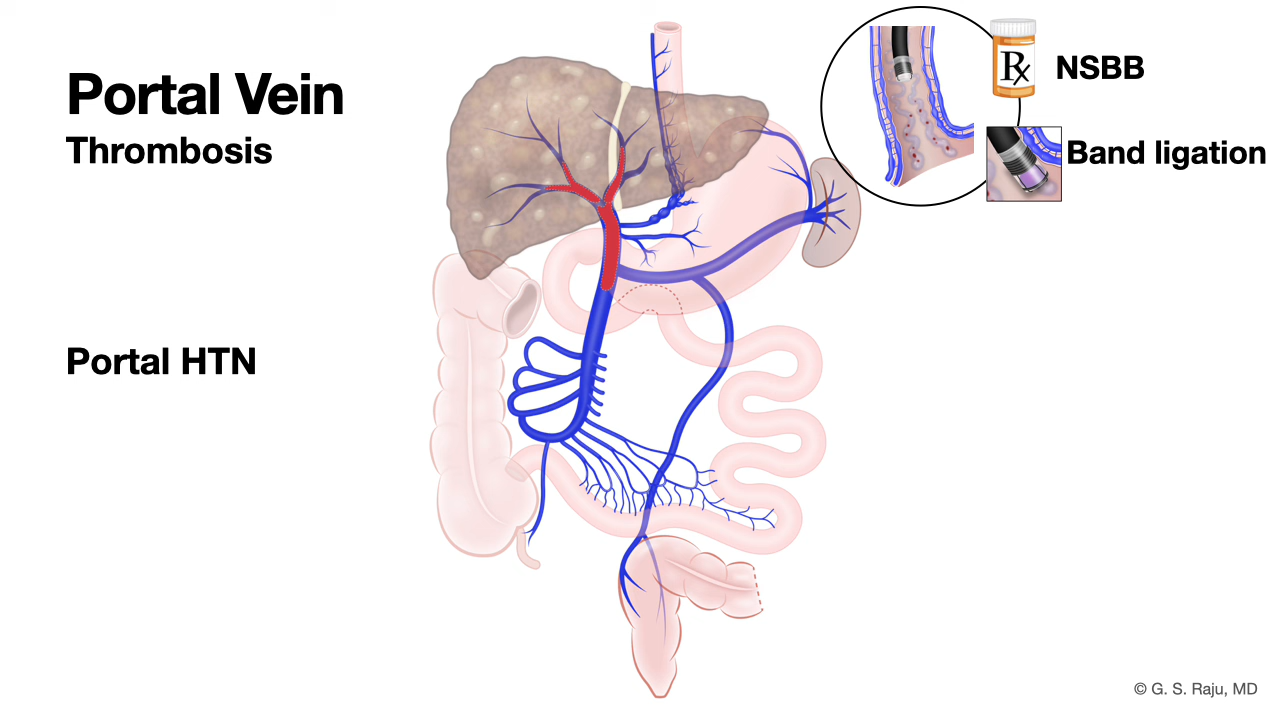 Portal Vein
Thrombosis
Rx
NSBB
Band ligation
Portal HTN
© G. S. Raju, MD